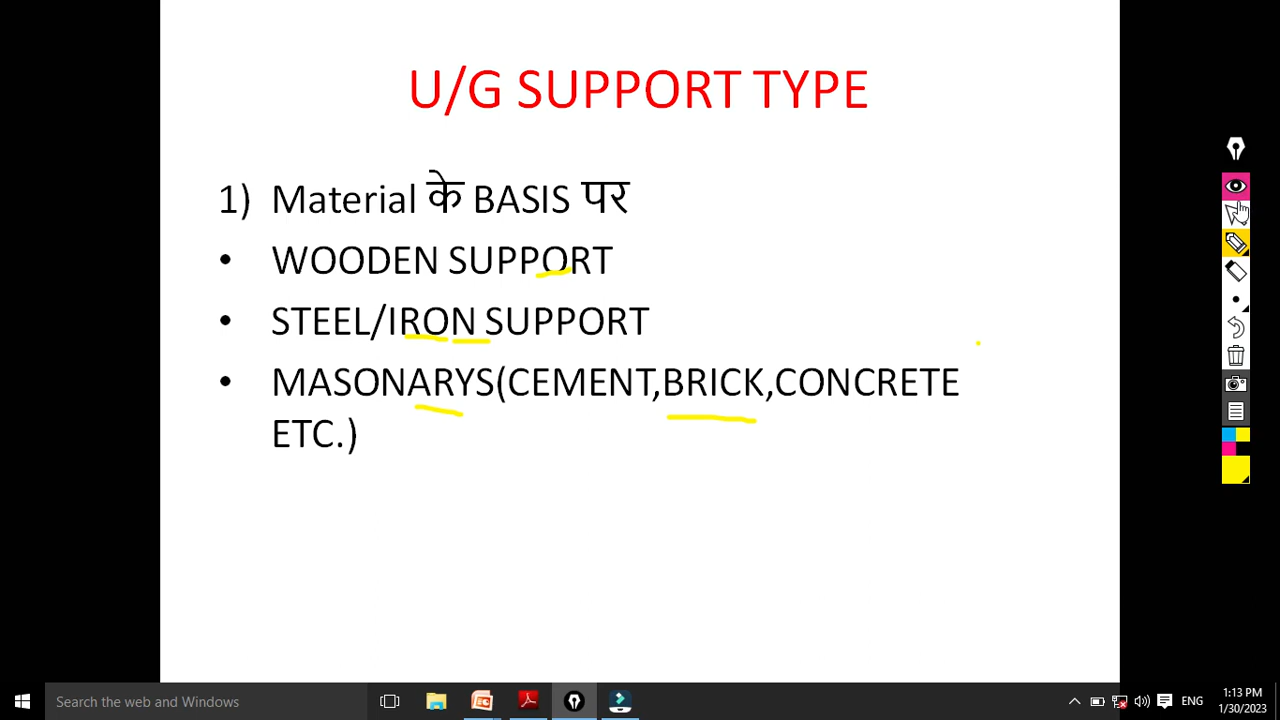 U/G SUPPORT TYPE
1) Material के BASIS पर
• WOODEN SUPPORT
• STEEL/IRON SUPPORT
• MASONARYS(CEMENT,BRICK,CONCRETE
ETC.)
Search the web and Windows
ENG
1:13 PM
1/30/2023